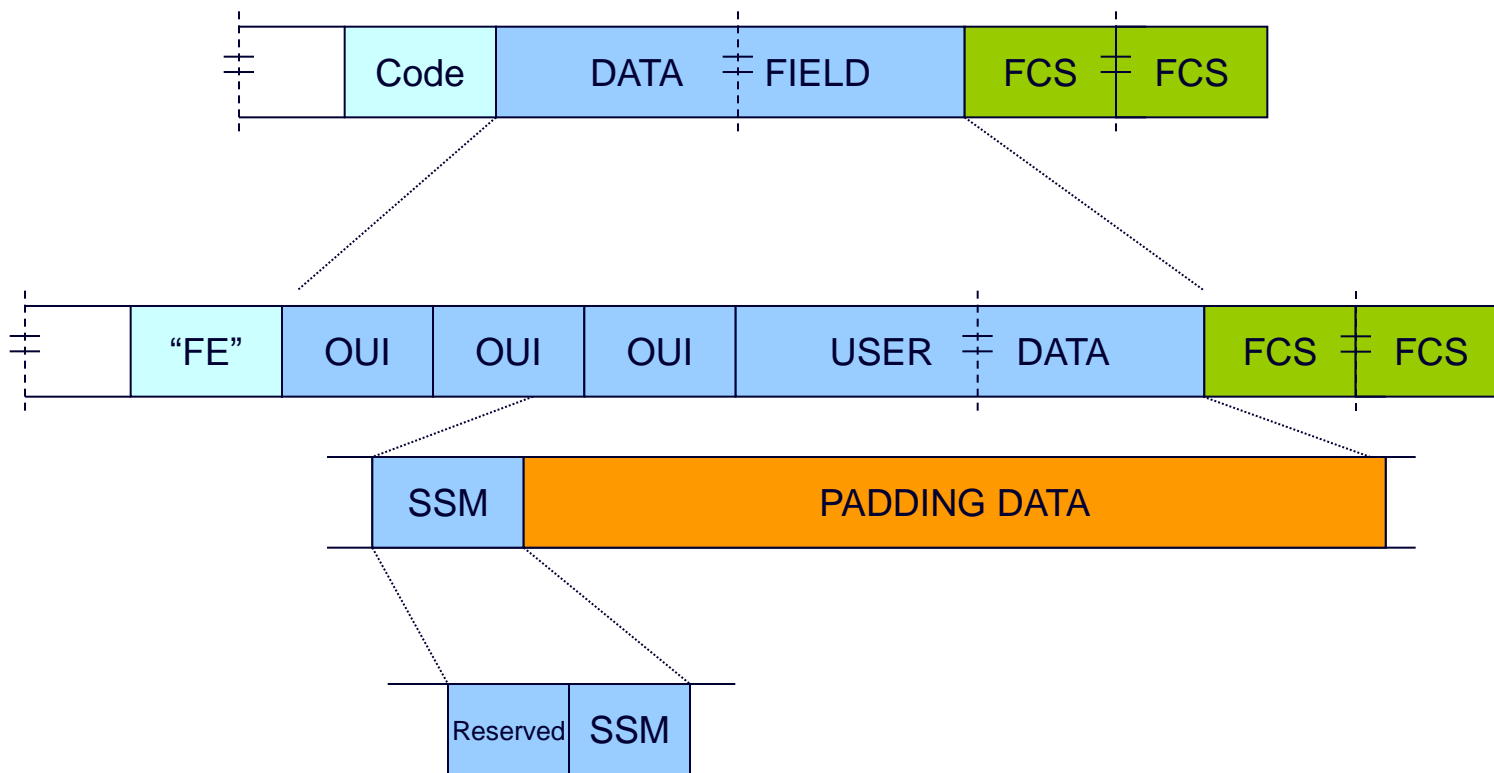 Code DATA FIELD FCS FCS
“FE” OUI OUI OUI USER DATA FCS FCS
SSM PADDING DATA
Reserved SSM